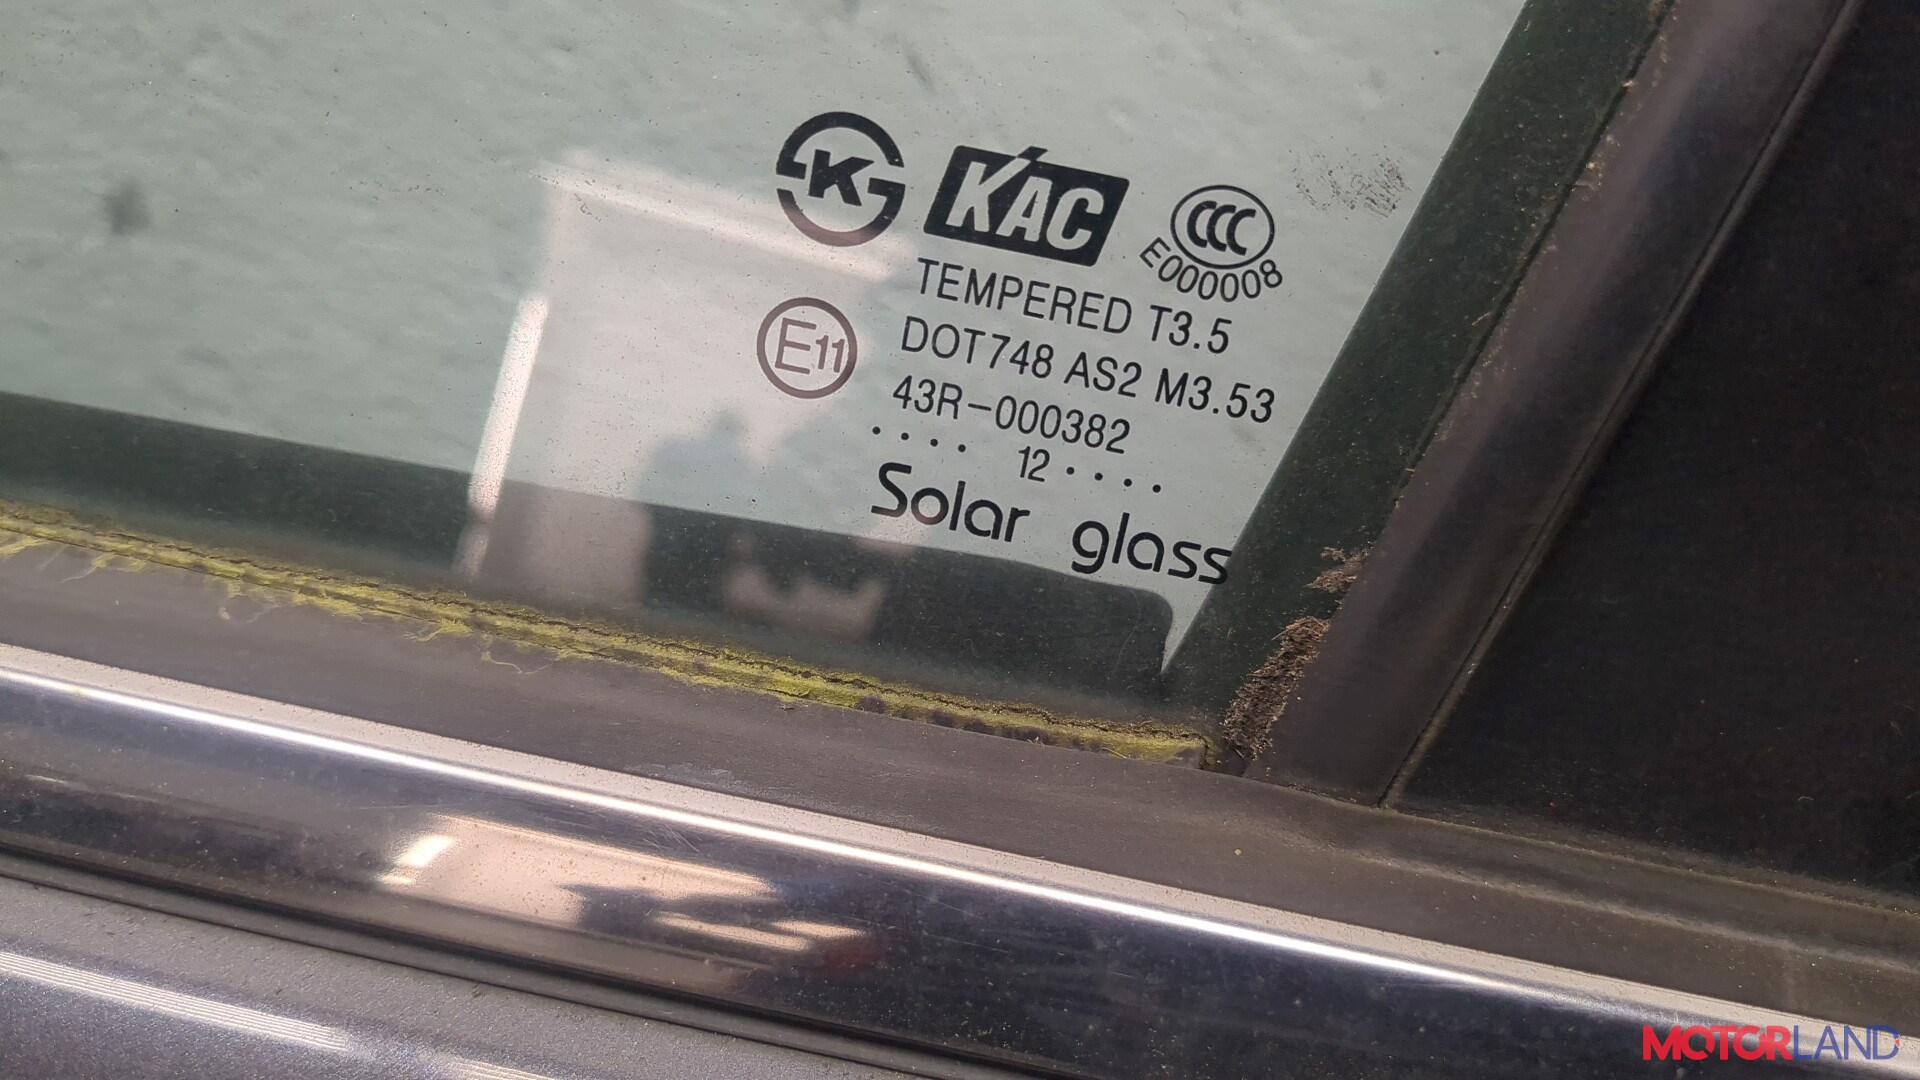 K
KAC
CCC
E000008
TEMPERED T3.5
E11
DOT748 AS2 M3.53
43R-000382
.... 12 ....
Solar glass
MOTORLAND